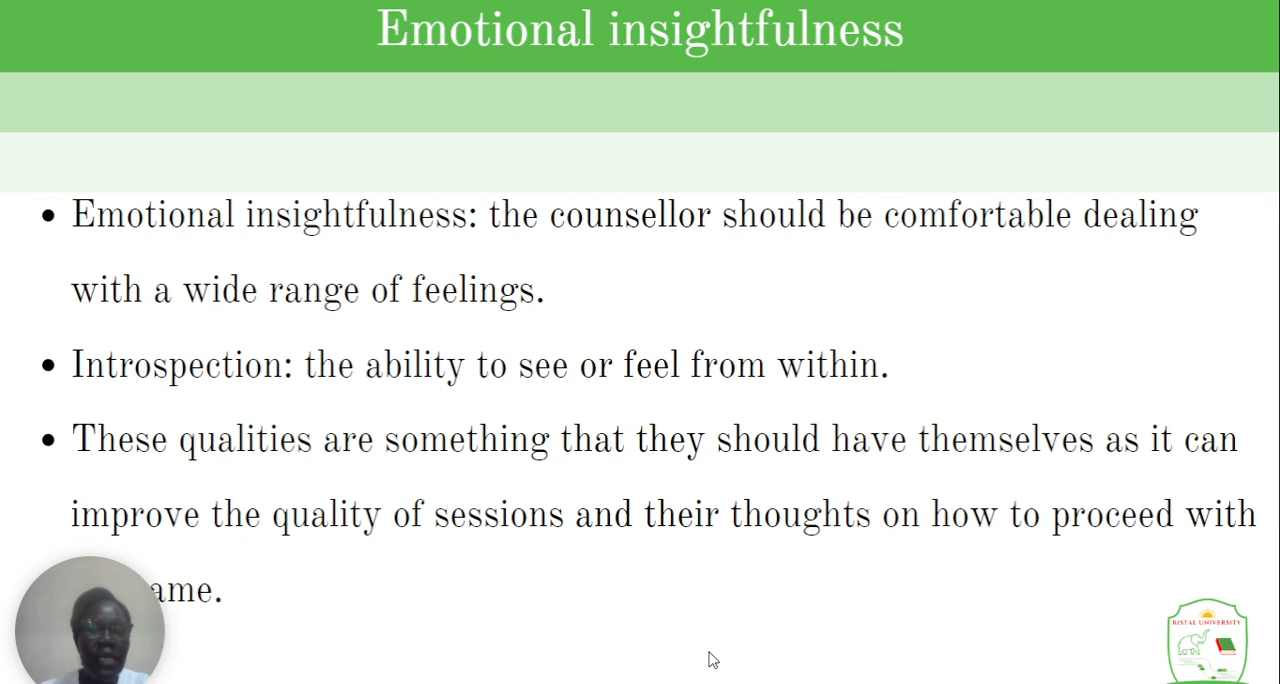 Emotional insightfulness
• Emotional insightfulness: the counsellor should be comfortable dealing
with a wide range of feelings.
• Introspection: the ability to see or feel from within.
• These qualities are something that they should have themselves as it can
improve the quality of sessions and their thoughts on how to proceed with
ame.
RISTAL UNIVERSITY